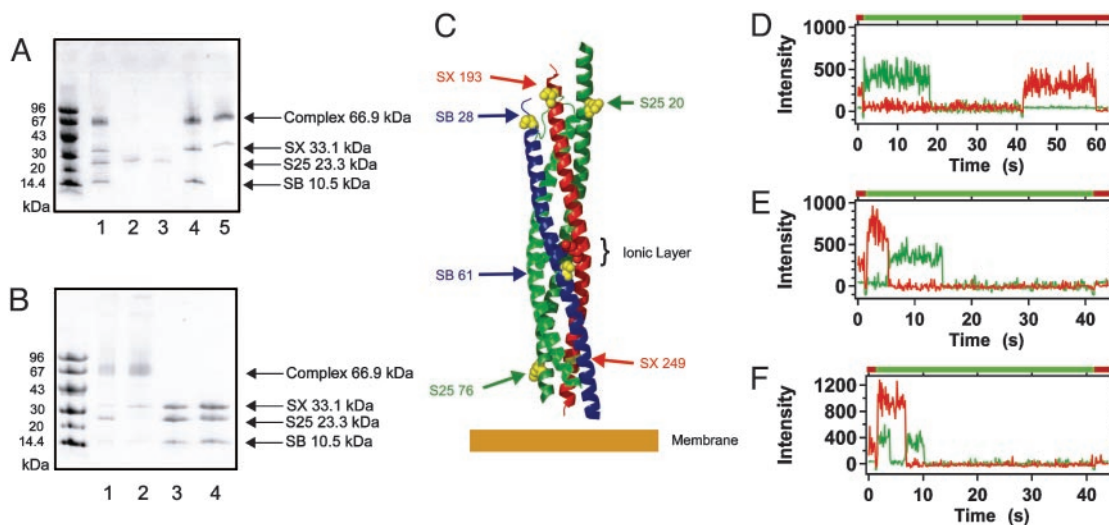 A
96
67
43
30
20
14.4
kDa
Complex 66.9 kDa
SX 33.1 kDa
S25 23.3 kDa
SB 10.5 kDa
1 2 3 4 5
B
96
67
43
30
20
14.4
kDa
Complex 66.9 kDa
SX 33.1 kDa
S25 23.3 kDa
SB 10.5 kDa
1 2 3 4
C
SX 193
SB 28
S25 20
} Ionic Layer
SB 61
SX 249
S25 76
Membrane
D
Intensity
1000
500
0
0 10 20 30 40 50 60
Time (s)
E
Intensity
1000
500
0
0 10 20 30 40
Time (s)
F
Intensity
1200
800
400
0
0 10 20 30 40
Time (s)